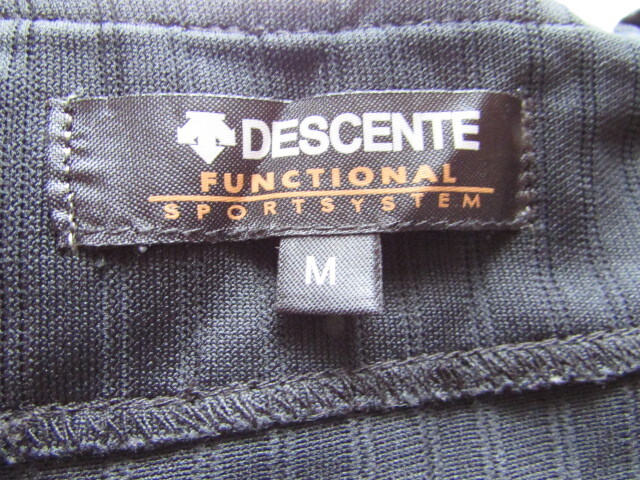 DESCENTE
FUNCTIONAL
SPORTSYSTEM
M